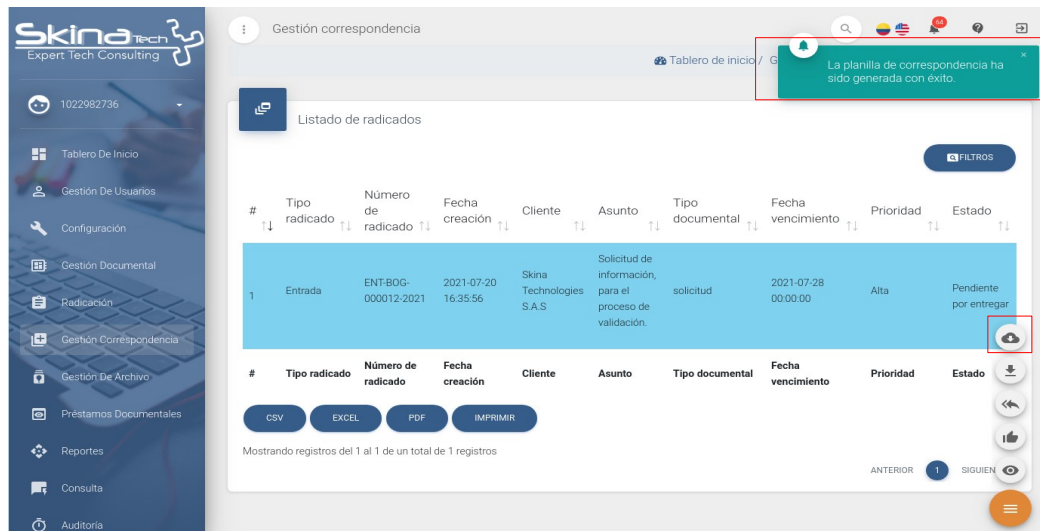 Skina Tech
Expert Tech Consulting
1022982736
Tablero De Inicio
Gestión De Usuarios
Configuración
Gestión Documental
Radicación
Gestión Correspondencia
Gestión De Archivo
Préstamos Documentales
Reportes
Consulta
Auditoría
Gestión correspondencia
64
Tablero de inicio / G
La planilla de correspondencia ha
sido generada con éxito.
×
Listado de radicados
FILTROS
# Tipo radicado Número de radicado Fecha creación Cliente Asunto Tipo documental Fecha vencimiento Prioridad Estado
1 Entrada ENT-BOG-000012-2021 2021-07-20 16:35:56 Skina Technologies S.A.S Solicitud de información, para el proceso de validación. solicitud 2021-07-28 00:00:00 Alta Pendiente por entregar
# Tipo radicado Número de radicado Fecha creación Cliente Asunto Tipo documental Fecha vencimiento Prioridad Estado
CSV EXCEL PDF IMPRIMIR
Mostrando registros del 1 al 1 de un total de 1 registros
ANTERIOR 1 SIGUIEN